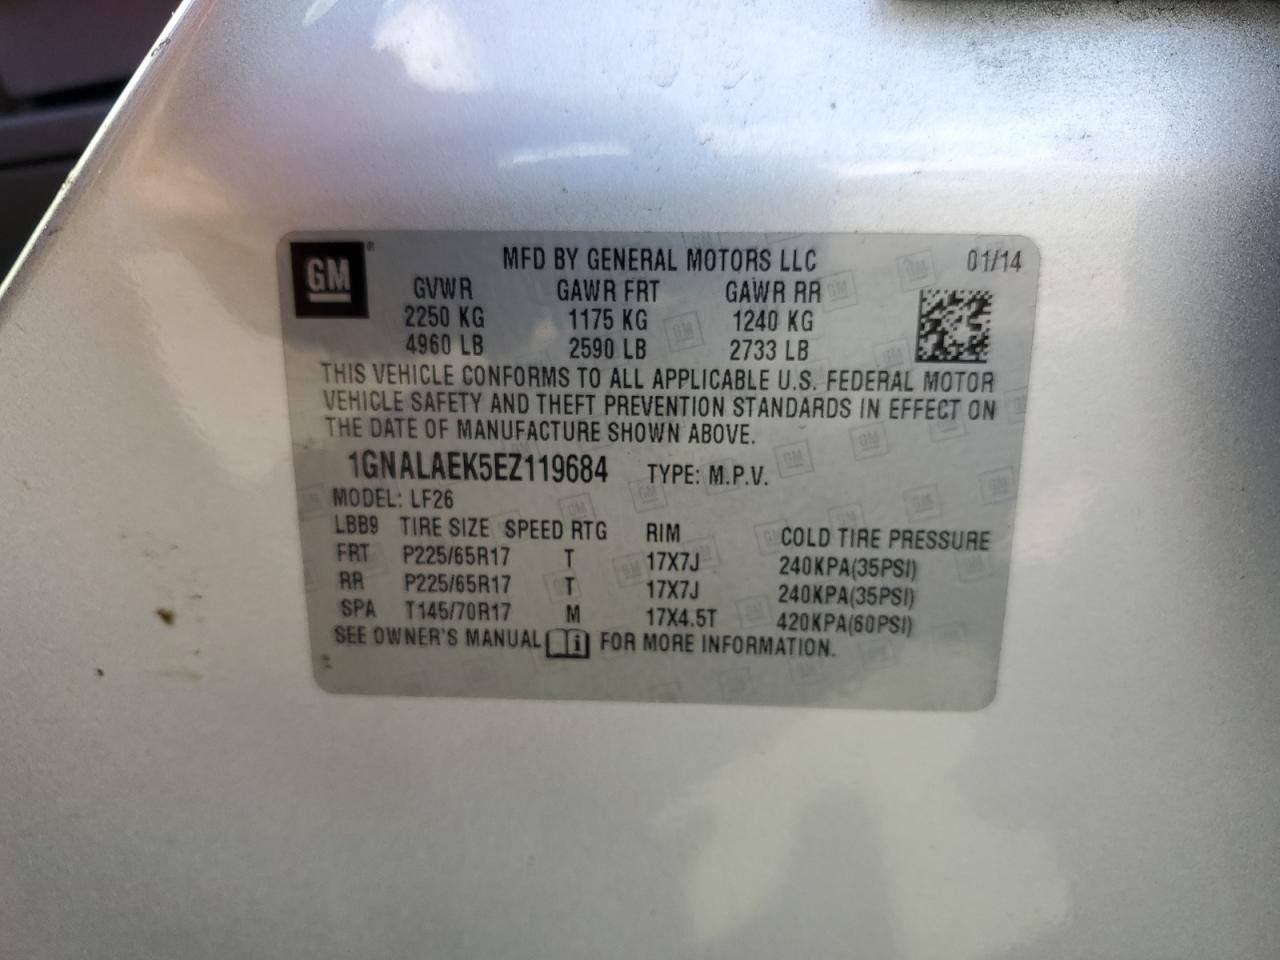 GM ®
MFD BY GENERAL MOTORS LLC 01/14
GVWR GAWR FRT GAWR RR
2250 KG 1175 KG 1240 KG
4960 LB 2590 LB 2733 LB
THIS VEHICLE CONFORMS TO ALL APPLICABLE U.S. FEDERAL MOTOR
VEHICLE SAFETY AND THEFT PREVENTION STANDARDS IN EFFECT ON
THE DATE OF MANUFACTURE SHOWN ABOVE.
1GNALAEK5EZ119684 TYPE: M.P.V.
MODEL: LF26
LBB9 TIRE SIZE SPEED RTG RIM COLD TIRE PRESSURE
FRT P225/65R17 T 17X7J 240KPA(35PSI)
RR P225/65R17 T 17X7J 240KPA(35PSI)
SPA T145/70R17 M 17X4.5T 420KPA(60PSI)
SEE OWNER'S MANUAL i FOR MORE INFORMATION.